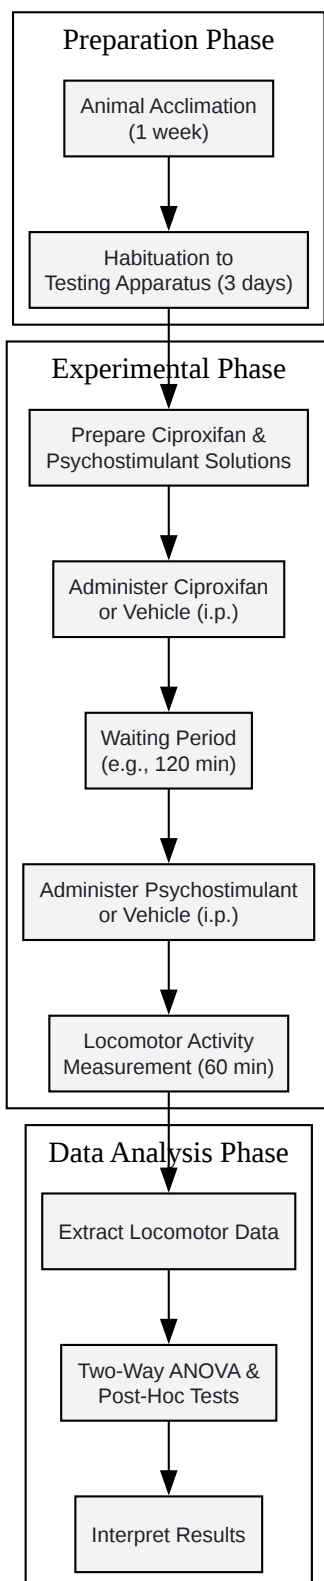 Preparation Phase
Animal Acclimation
(1 week)
Habituation to
Testing Apparatus (3 days)
Experimental Phase
Prepare Ciproxifan &
Psychostimulant Solutions
Administer Ciproxifan
or Vehicle (i.p.)
Waiting Period
(e.g., 120 min)
Administer Psychostimulant
or Vehicle (i.p.)
Locomotor Activity
Measurement (60 min)
Data Analysis Phase
Extract Locomotor Data
Two-Way ANOVA &
Post-Hoc Tests
Interpret Results